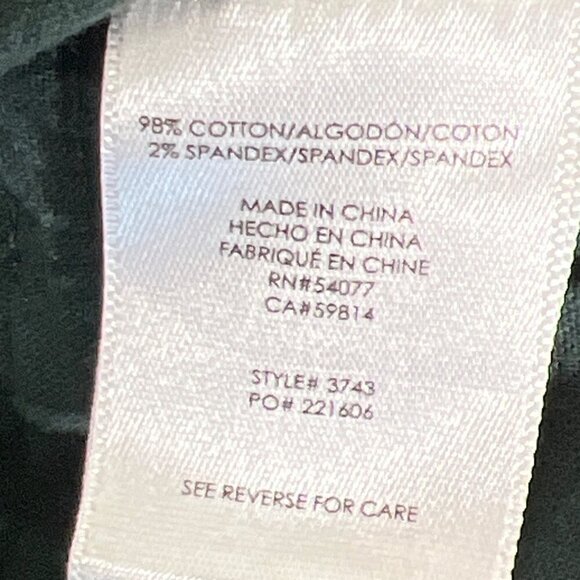 98% COTTON/ALGODÓN/COTON
2% SPANDEX/SPANDEX/SPANDEX
MADE IN CHINA
HECHO EN CHINA
FABRIQUÉ EN CHINE
RN#54077
CA#59814
STYLE# 3743
PO# 221606
SEE REVERSE FOR CARE